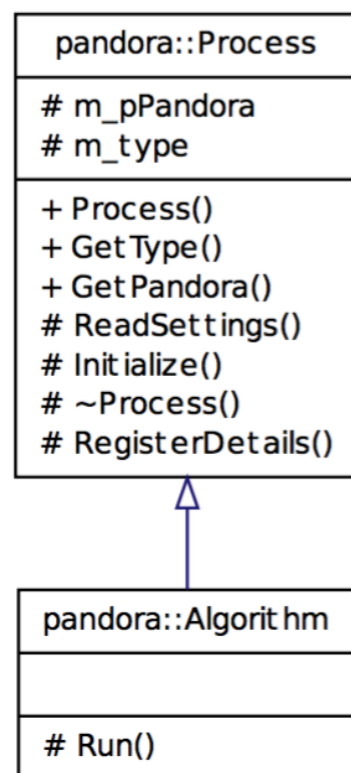 pandora::Process
# m_pPandora
# m_type
+ Process()
+ GetType()
+ GetPandora()
# ReadSettings()
# Initialize()
# ~Process()
# RegisterDetails()
pandora::Algorithm
# Run()